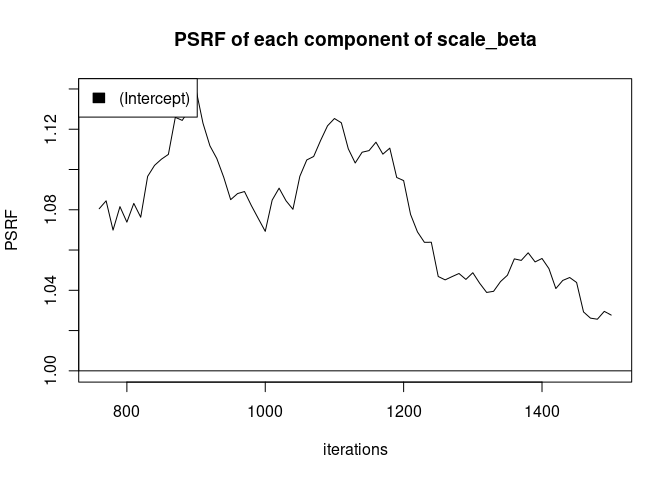 PSRF of each component of scale_beta
(Intercept)
PSRF
1.12
1.08
1.04
1.00
800 1000 1200 1400
iterations